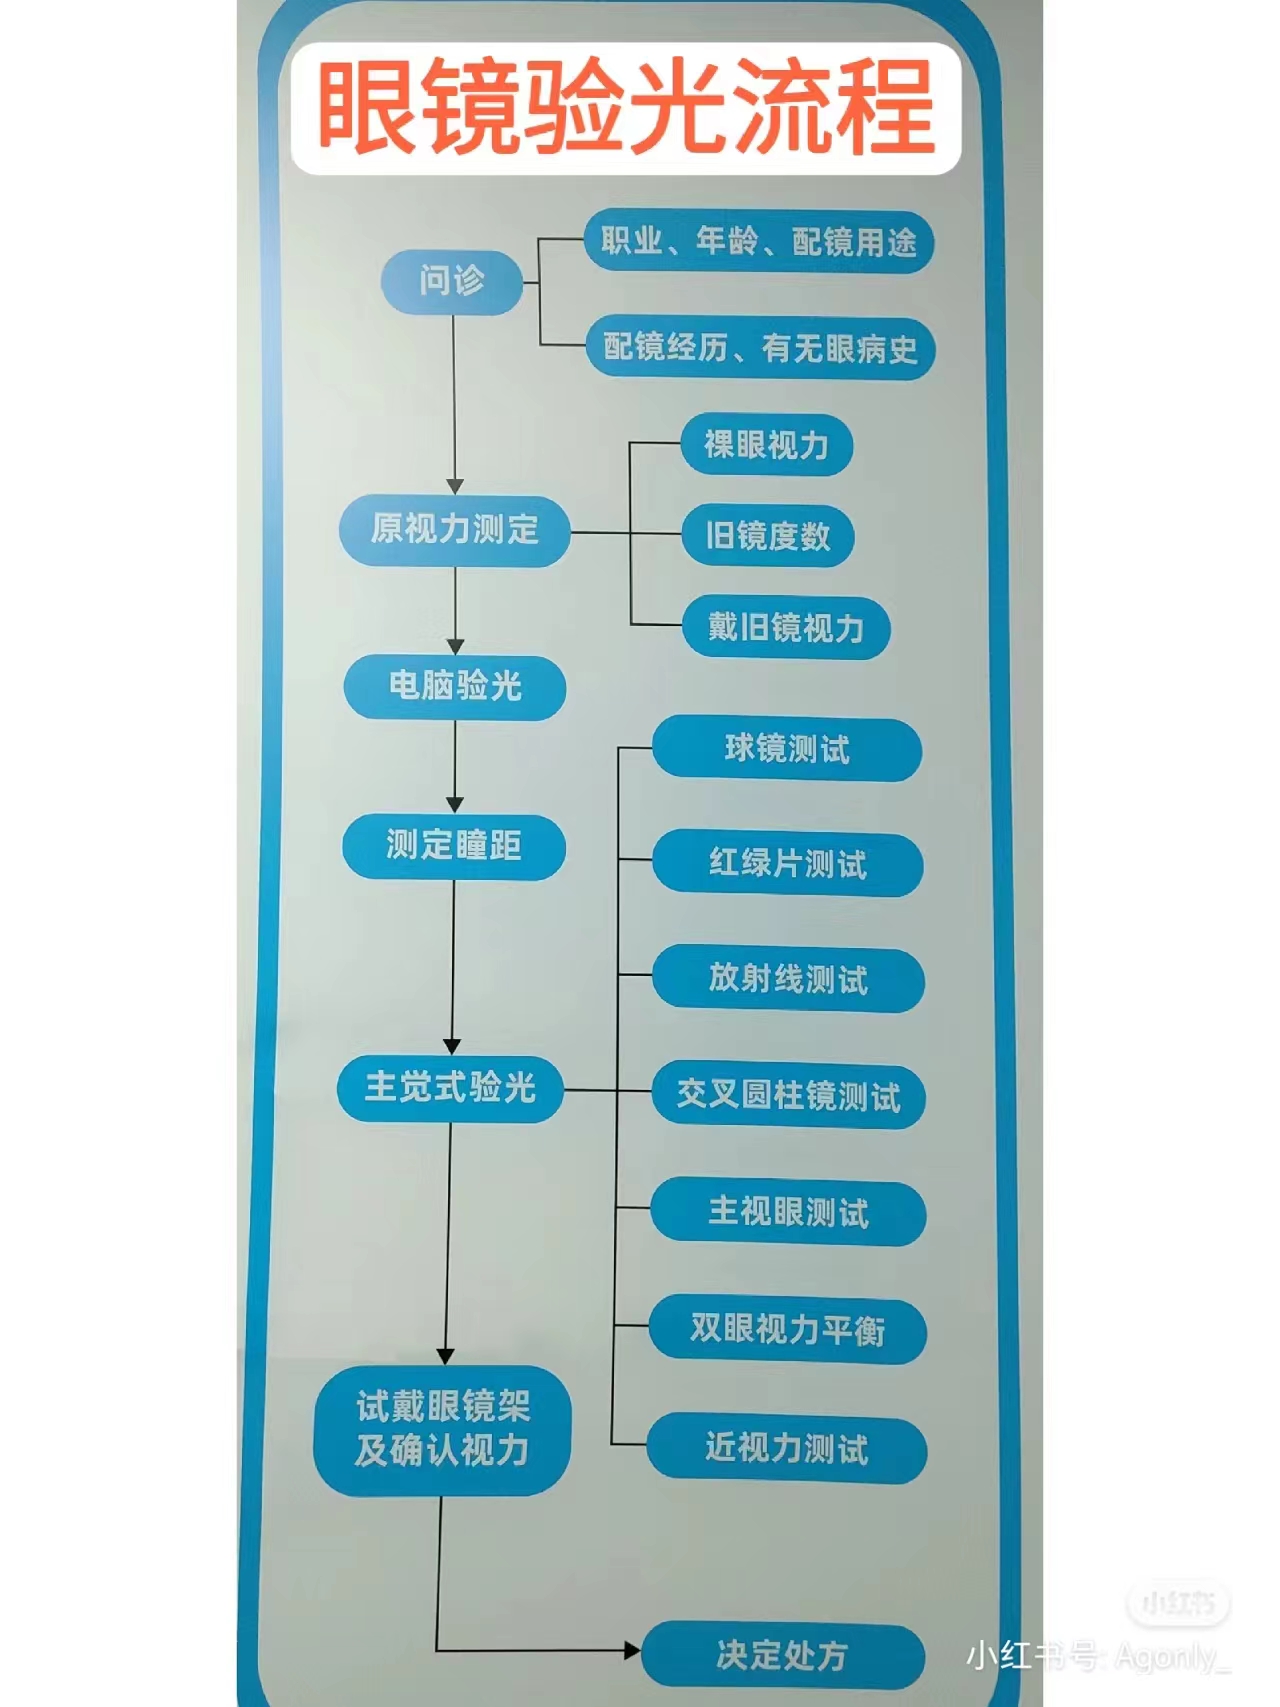 眼镜验光流程
问诊
职业、年龄、配镜用途
配镜经历、有无眼病史
原视力测定
裸眼视力
旧镜度数
戴旧镜视力
电脑验光
测定瞳距
主觉式验光
球镜测试
红绿片测试
放射线测试
交叉圆柱镜测试
主视眼测试
双眼视力平衡
近视力测试
试戴眼镜架
及确认视力
决定处方
小红书
小红书号: Agonly_